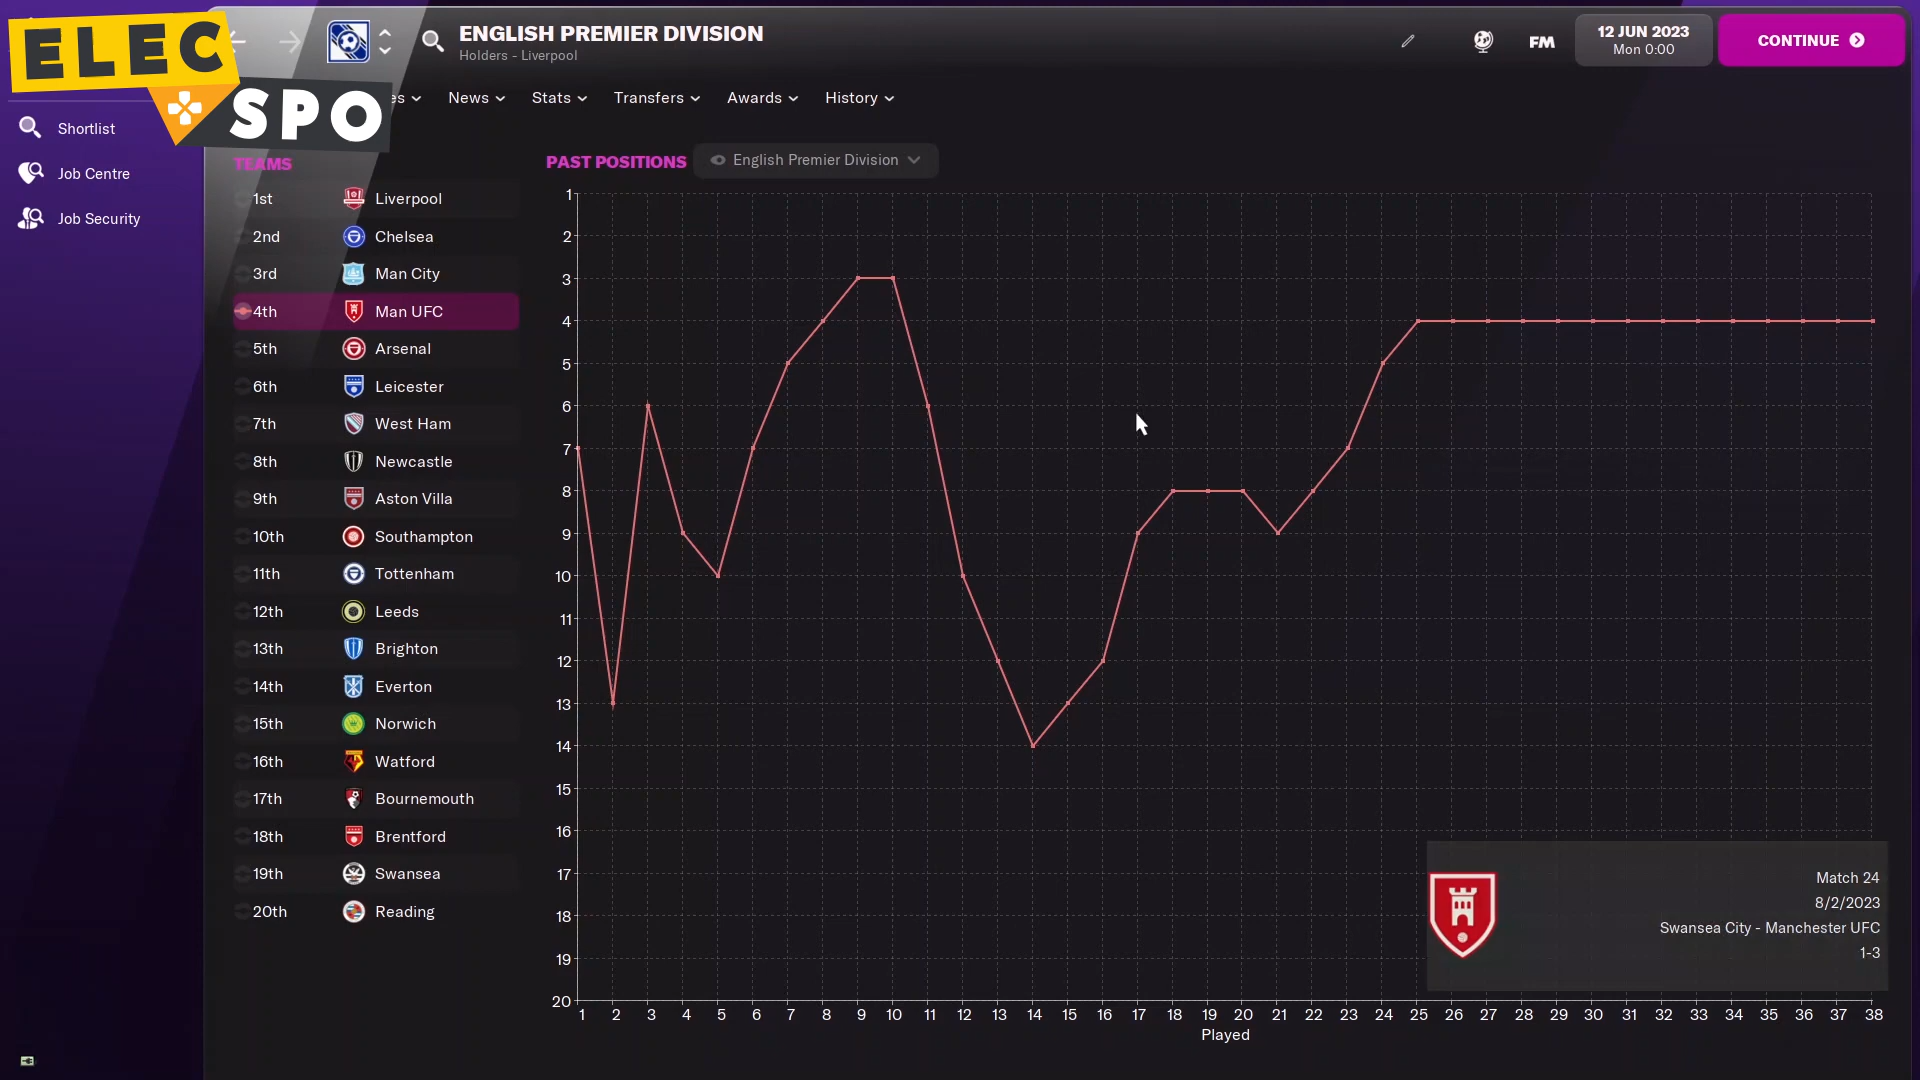 ELEC
SPO
ENGLISH PREMIER DIVISION
Holders - Liverpool
FM
12 JUN 2023
Mon 0:00
CONTINUE
es
News
Stats
Transfers
Awards
History
Shortlist
Job Centre
Job Security
TEAMS
1st Liverpool
2nd Chelsea
3rd Man City
4th Man UFC
5th Arsenal
6th Leicester
7th West Ham
8th Newcastle
9th Aston Villa
10th Southampton
11th Tottenham
12th Leeds
13th Brighton
14th Everton
15th Norwich
16th Watford
17th Bournemouth
18th Brentford
19th Swansea
20th Reading
PAST POSITIONS
English Premier Division
1
2
3
4
5
6
7
8
9
10
11
12
13
14
15
16
17
18
19
20
1 2 3 4 5 6 7 8 9 10 11 12 13 14 15 16 17 18 19 20 21 22 23 24 25 26 27 28 29 30 31 32 33 34 35 36 37 38
Played
Match 24
8/2/2023
Swansea City - Manchester UFC
1-3